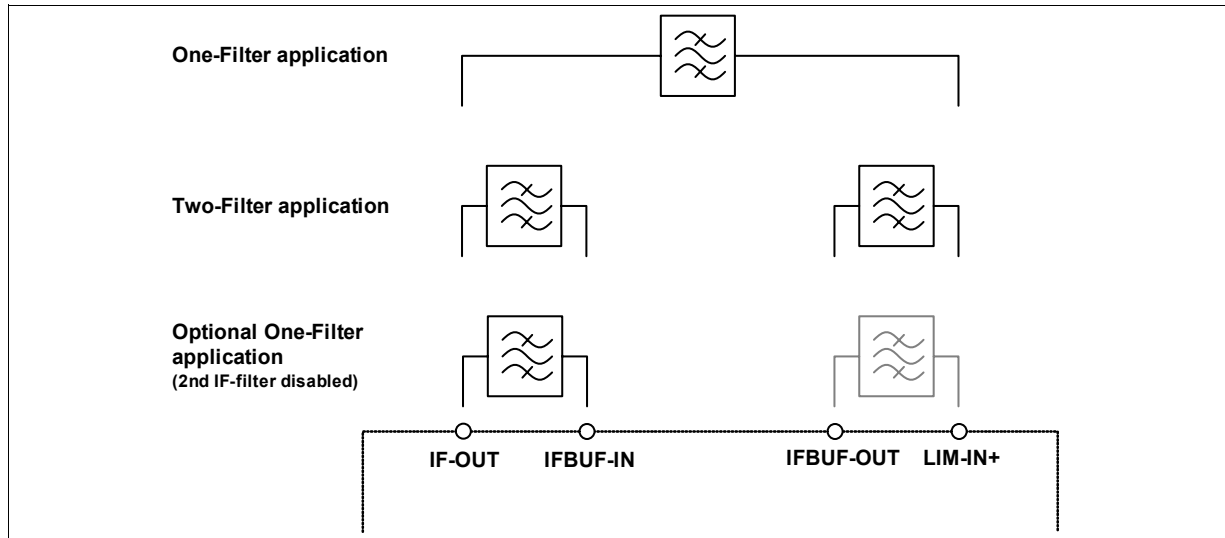 One-Filter application
Two-Filter application
Optional One-Filter
application
(2nd IF-filter disabled)
IF-OUT IFBUF-IN IFBUF-OUT LIM-IN+